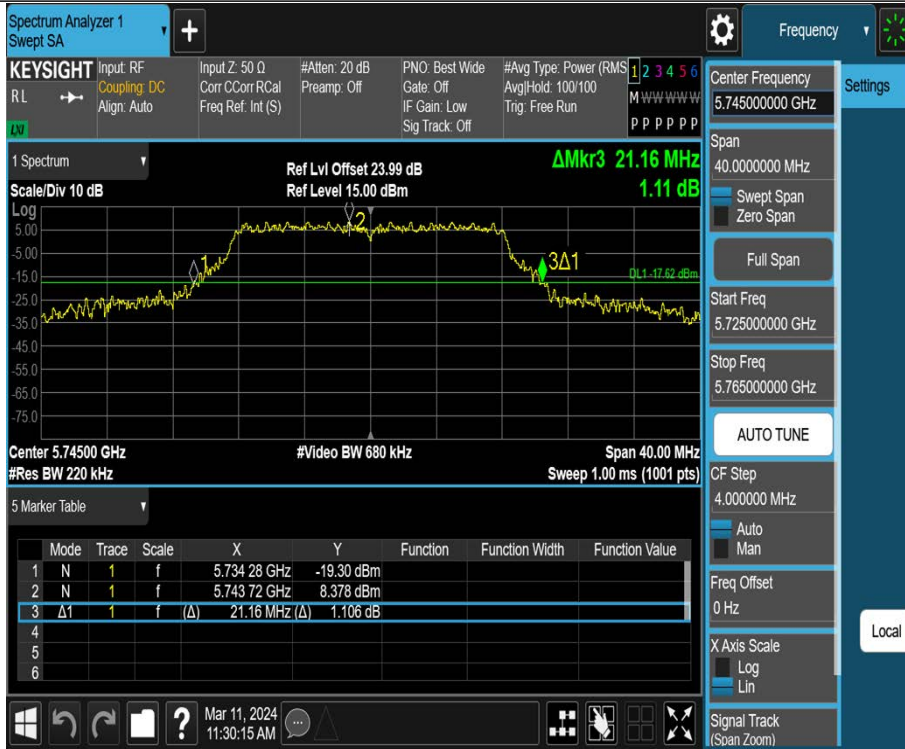 Spectrum Analyzer 1
Swept SA
+
Frequency
KEYSIGHT
RL
LXI
Input: RF
Coupling: DC
Align: Auto
Input Z: 50 Ω
Corr CCorr RCal
Freq Ref: Int (S)
#Atten: 20 dB
Preamp: Off
PNO: Best Wide
Gate: Off
IF Gain: Low
Sig Track: Off
#Avg Type: Power (RMS
Avg|Hold: 100/100
Trig: Free Run
1 2 3 4 5 6
M W W W W W
P P P P P P
1 Spectrum
Scale/Div 10 dB
Ref Lvl Offset 23.99 dB
Ref Level 15.00 dBm
ΔMkr3 21.16 MHz
1.11 dB
Log
5.00
-5.00
-15.0
-25.0
-35.0
-45.0
-55.0
-65.0
-75.0
1
2
3Δ1
DL1 -17.62 dBm
Center 5.74500 GHz
#Res BW 220 kHz
#Video BW 680 kHz
Span 40.00 MHz
Sweep 1.00 ms (1001 pts)
5 Marker Table
Mode Trace Scale X Y Function Function Width Function Value
1 N 1 f 5.734 28 GHz -19.30 dBm
2 N 1 f 5.743 72 GHz 8.378 dBm
3 Δ1 1 f (Δ) 21.16 MHz (Δ) 1.106 dB
4
5
6
?
Mar 11, 2024
11:30:15 AM
Center Frequency
5.745000000 GHz
Span
40.0000000 MHz
Swept Span
Zero Span
Full Span
Start Freq
5.725000000 GHz
Stop Freq
5.765000000 GHz
AUTO TUNE
CF Step
4.000000 MHz
Auto
Man
Freq Offset
0 Hz
X Axis Scale
Log
Lin
Signal Track
(Span Zoom)
Settings
Local